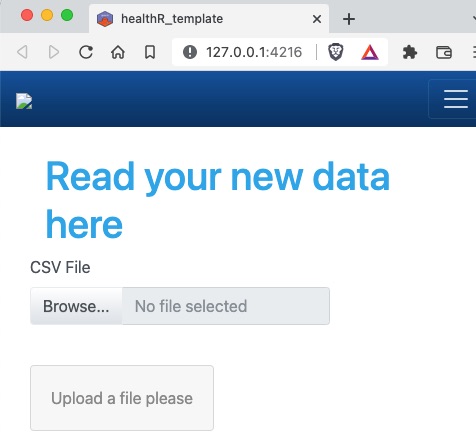 healthR_template
127.0.0.1:4216
Read your new data
here
CSV File
Browse... No file selected
Upload a file please